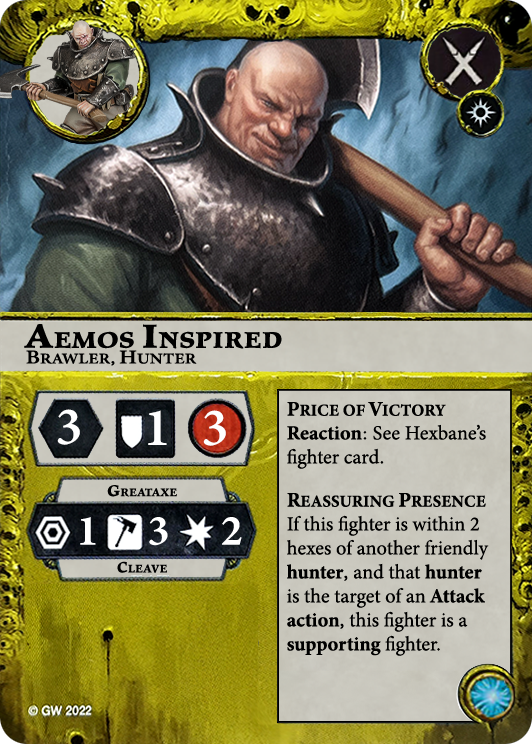 Aemos Inspired
Brawler, Hunter
3 1 3
Greataxe
1 3 2
Cleave
Price of Victory
Reaction: See Hexbane's
fighter card.
Reassuring Presence
If this fighter is within 2
hexes of another friendly
hunter, and that hunter
is the target of an Attack
action, this fighter is a
supporting fighter.
© GW 2022